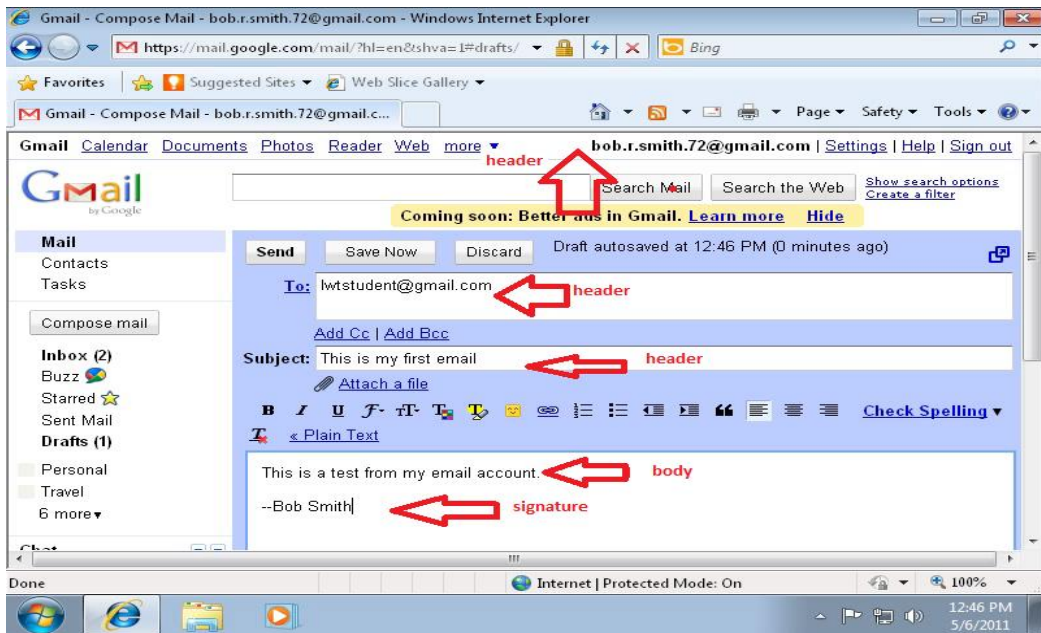 Gmail - Compose Mail - bob.r.smith.72@gmail.com - Windows Internet Explorer
https://mail.google.com/mail/?hl=en&shva=1#drafts/ Bing
Favorites Suggested Sites Web Slice Gallery
Gmail - Compose Mail - bob.r.smith.72@gmail.c... Page Safety Tools
Gmail Calendar Documents Photos Reader Web more bob.r.smith.72@gmail.com | Settings | Help | Sign out
header
Gmail by Google Search Mail Search the Web Show search options
Create a filter
Coming soon: Better ads in Gmail. Learn more Hide
Mail
Contacts
Tasks
Compose mail
Inbox (2)
Buzz
Starred
Sent Mail
Drafts (1)
Personal
Travel
6 more
Send Save Now Discard Draft autosaved at 12:46 PM (0 minutes ago)
To: lwtstudent@gmail.com header
Add Cc | Add Bcc
Subject: This is my first email header
Attach a file
B I U Check Spelling
« Plain Text
This is a test from my email account. body
--Bob Smith signature
Done Internet | Protected Mode: On 100%
12:46 PM
5/6/2011